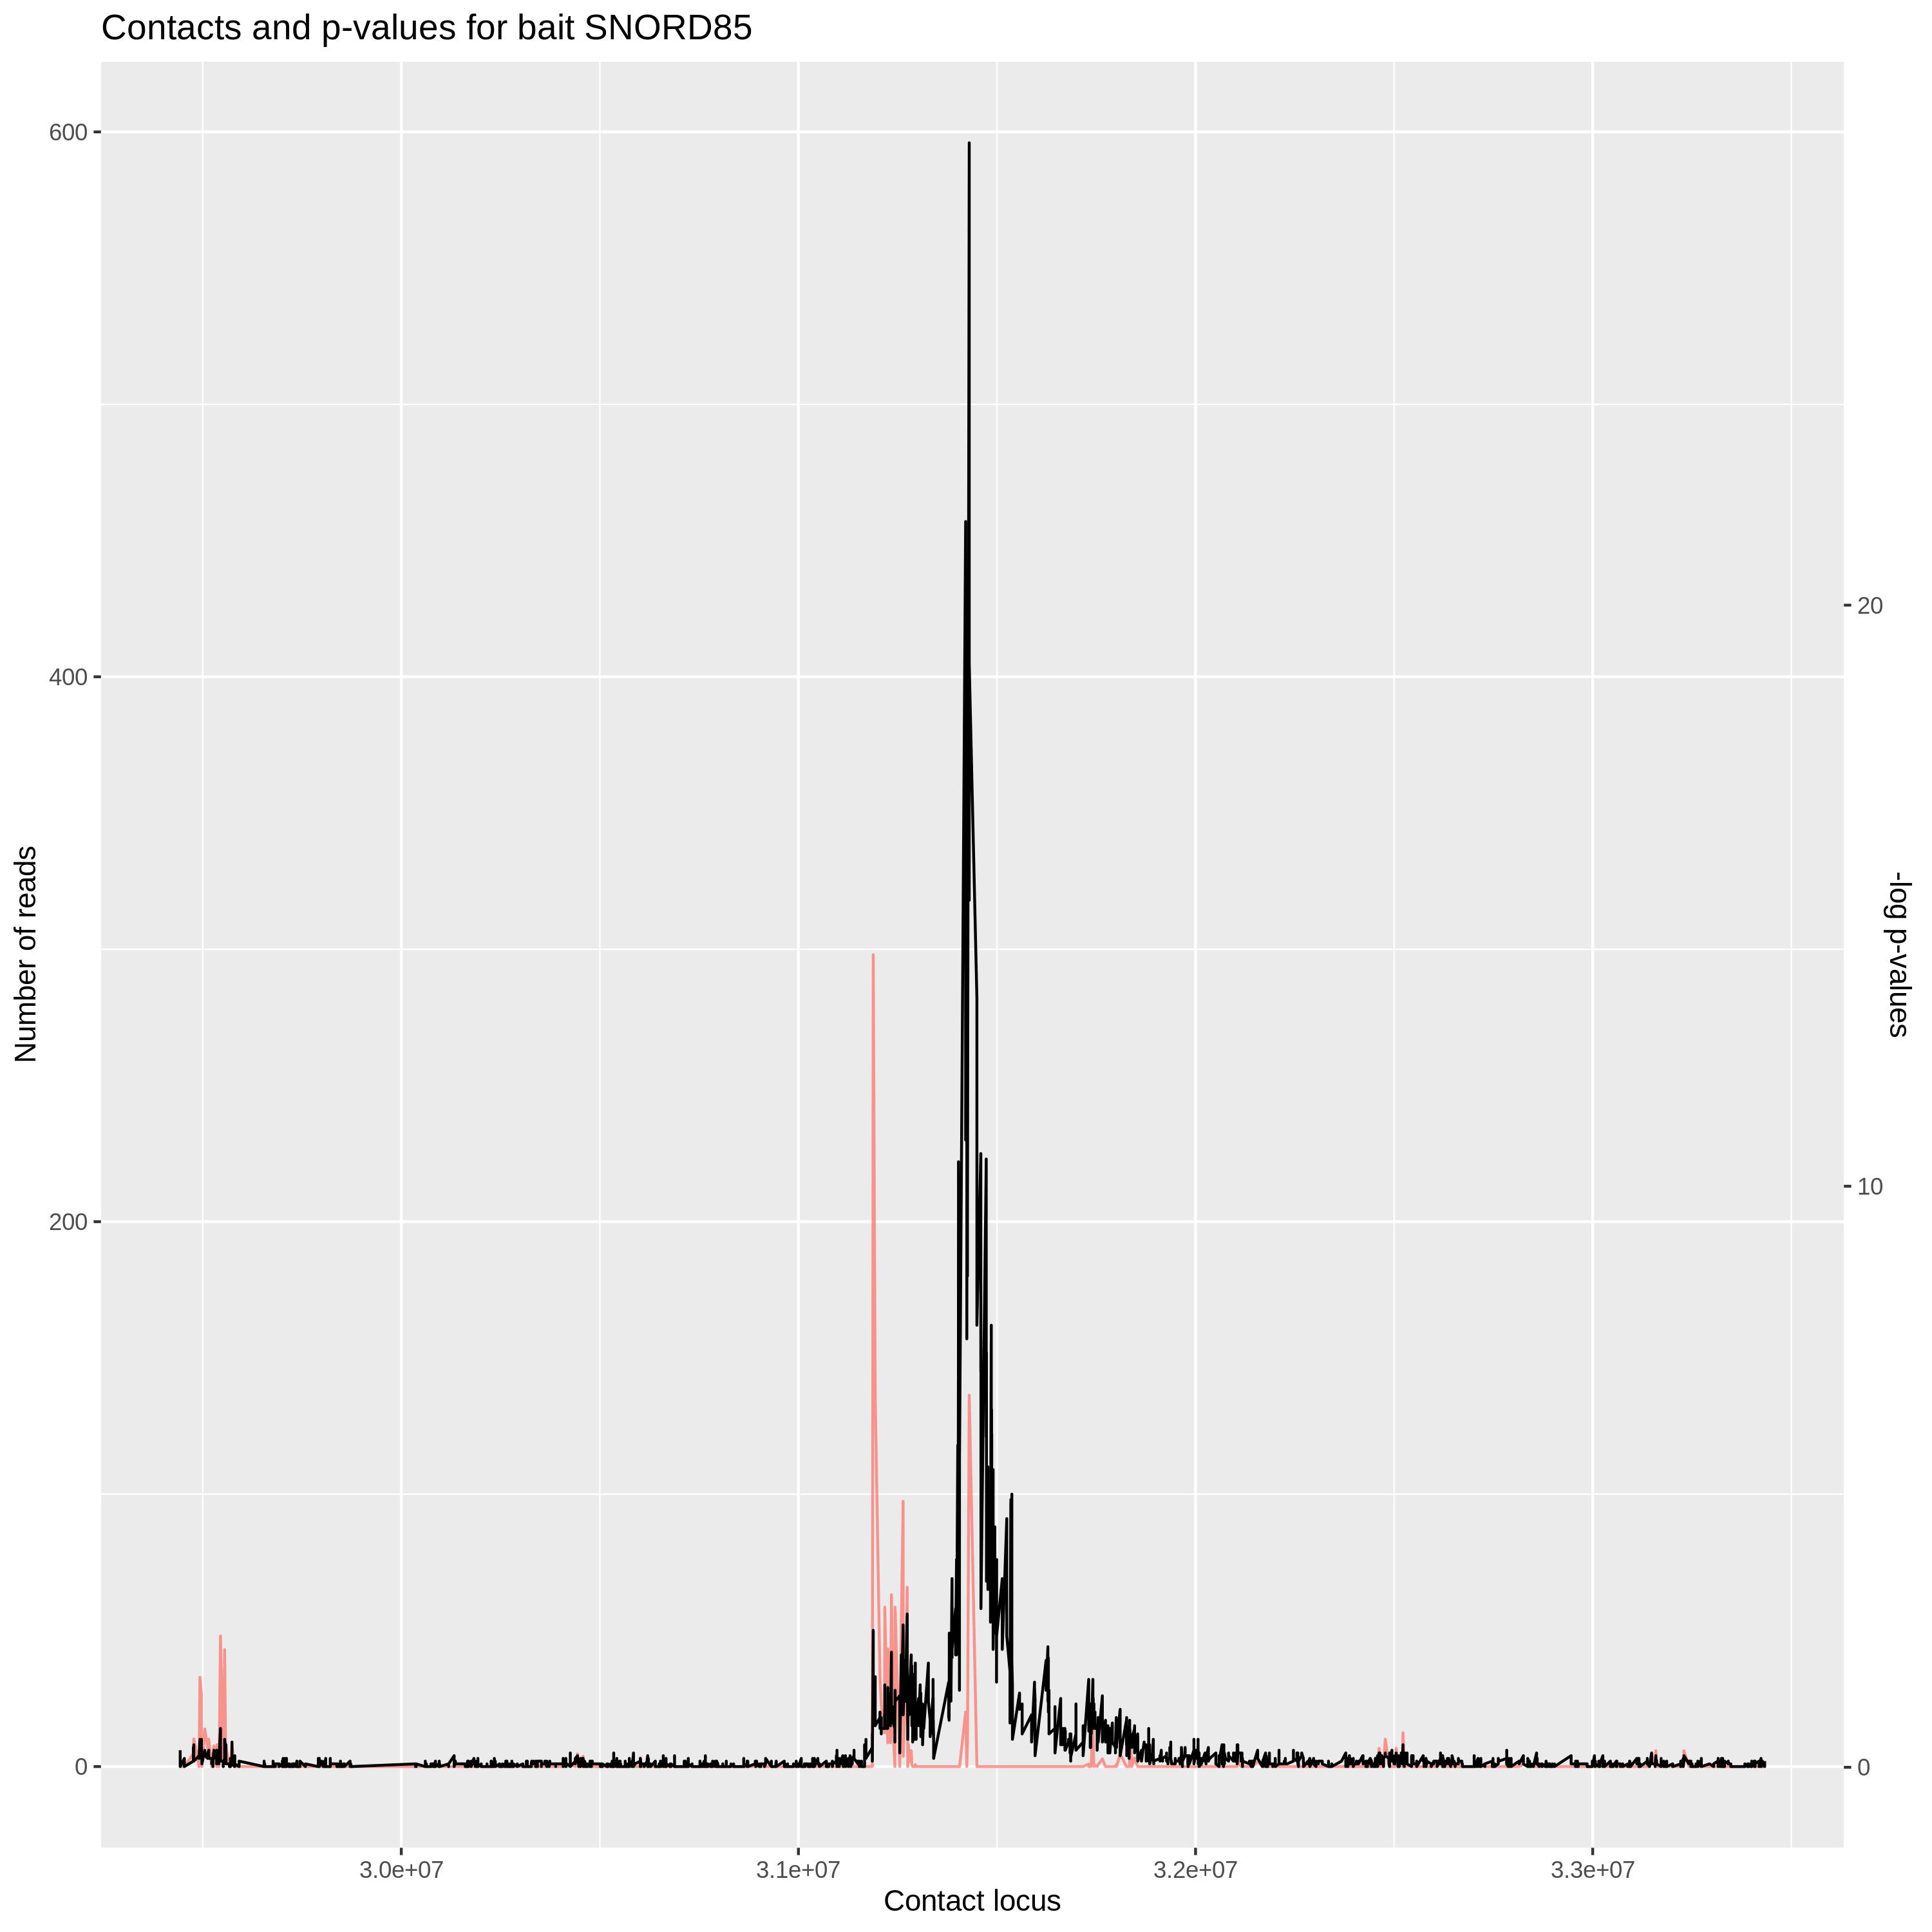 Contacts and p-values for bait SNORD85
600
400
200
0
Number of reads
20
10
0
-log p-values
3.0e+07
3.1e+07
3.2e+07
3.3e+07
Contact locus